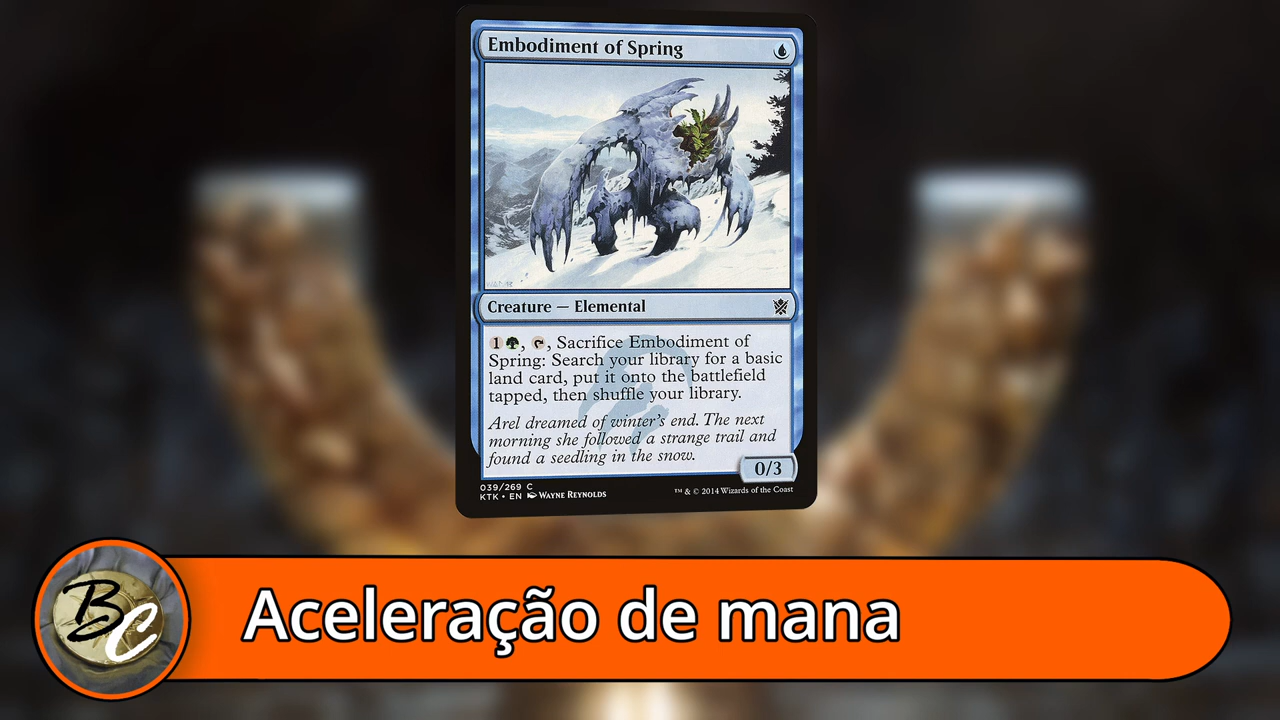 Embodiment of Spring
Creature — Elemental
1 , , Sacrifice Embodiment of
Spring: Search your library for a basic
land card, put it onto the battlefield
tapped, then shuffle your library.
Arel dreamed of winter's end. The next
morning she followed a strange trail and
found a seedling in the snow.
0/3
039/269 C
KTK • EN Wayne Reynolds
™ & © 2014 Wizards of the Coast
BC
Aceleração de mana